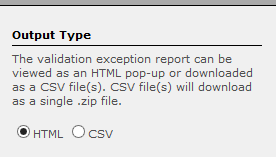 Output Type
The validation exception report can be
viewed as an HTML pop-up or downloaded
as a CSV file(s). CSV file(s) will download
as a single .zip file.
HTML CSV